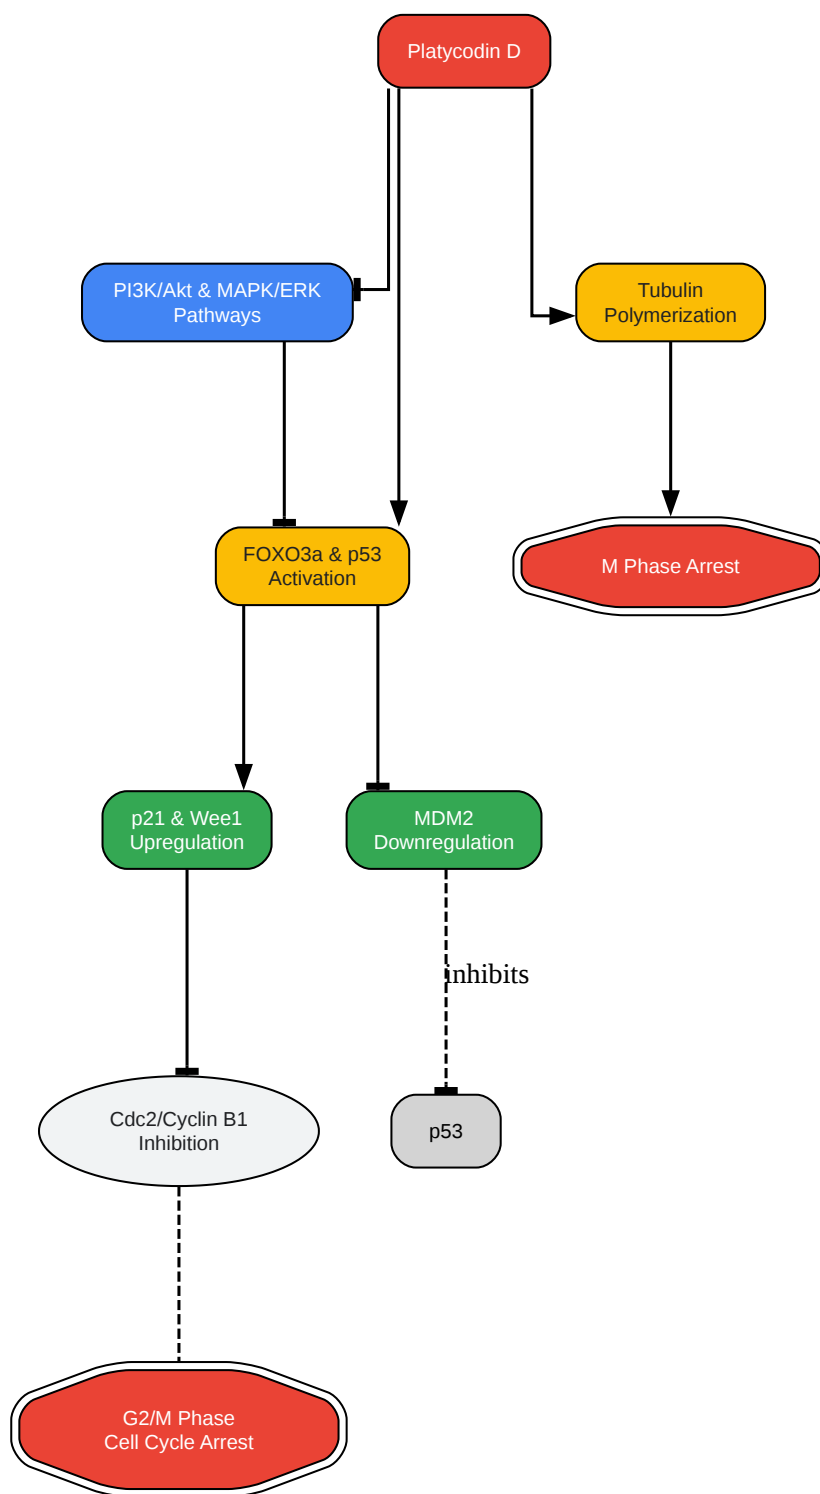 Platycodin D
PI3K/Akt & MAPK/ERK
Pathways
Tubulin
Polymerization
FOXO3a & p53
Activation
M Phase Arrest
p21 & Wee1
Upregulation
MDM2
Downregulation
inhibits
Cdc2/Cyclin B1
Inhibition
p53
G2/M Phase
Cell Cycle Arrest